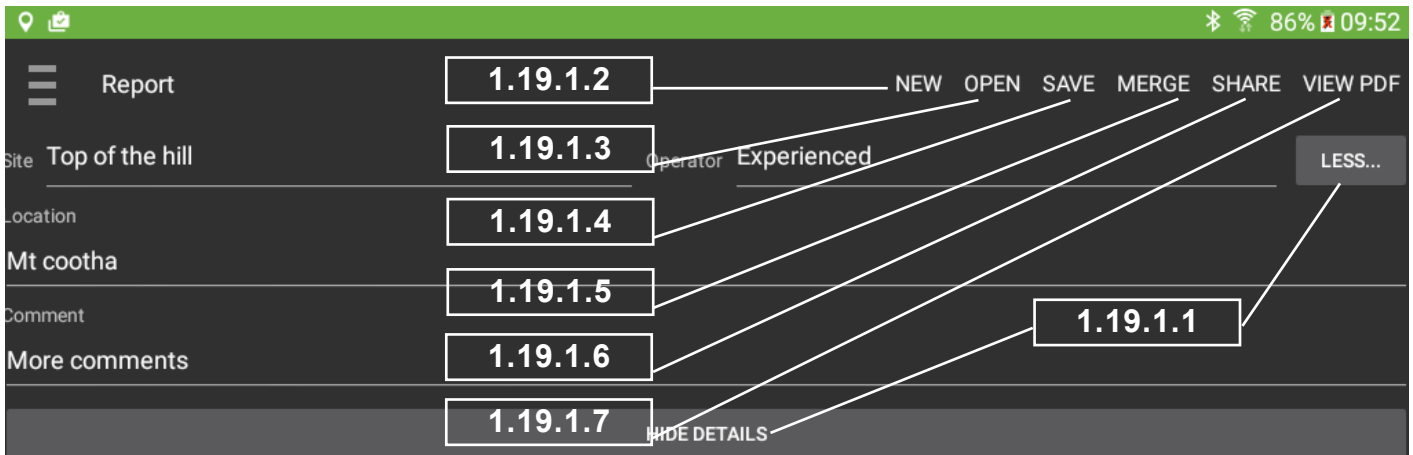 86% 09:52
Report 1.19.1.2 NEW OPEN SAVE MERGE SHARE VIEW PDF
Site Top of the hill 1.19.1.3 Operator Experienced LESS...
Location 1.19.1.4
Mt cootha
1.19.1.5
Comment 1.19.1.1
More comments 1.19.1.6
1.19.1.7 HIDE DETAILS